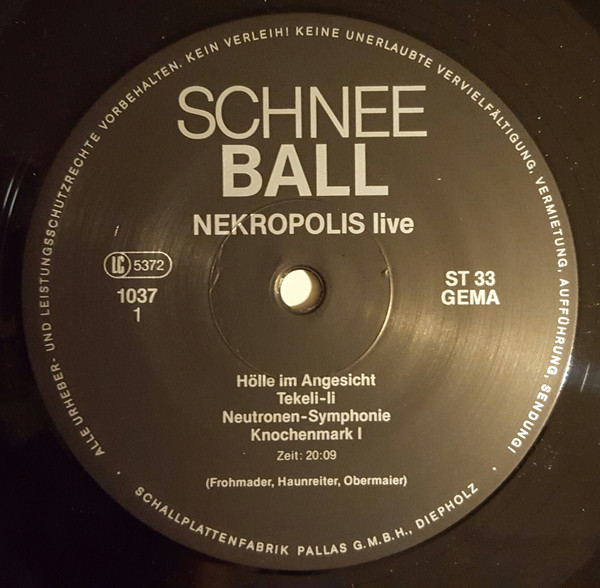 ALLE URHEBER- UND LEISTUNGSSCHUTZRECHTE VORBEHALTEN. KEIN VERLEIH! KEINE UNERLAUBTE VERVIELFÄLTIGUNG, VERMIETUNG, AUFFÜHRUNG, SENDUNG!
SCHNEE
BALL
NEKROPOLIS live
LC 5372
1037
1
ST 33
GEMA
Hölle im Angesicht
Tekeli-li
Neutronen-Symphonie
Knochenmark I
Zeit: 20:09
(Frohmader, Haunreiter, Obermaier)
· SCHALLPLATTENFABRIK PALLAS G.M.B.H., DIEPHOLZ ·